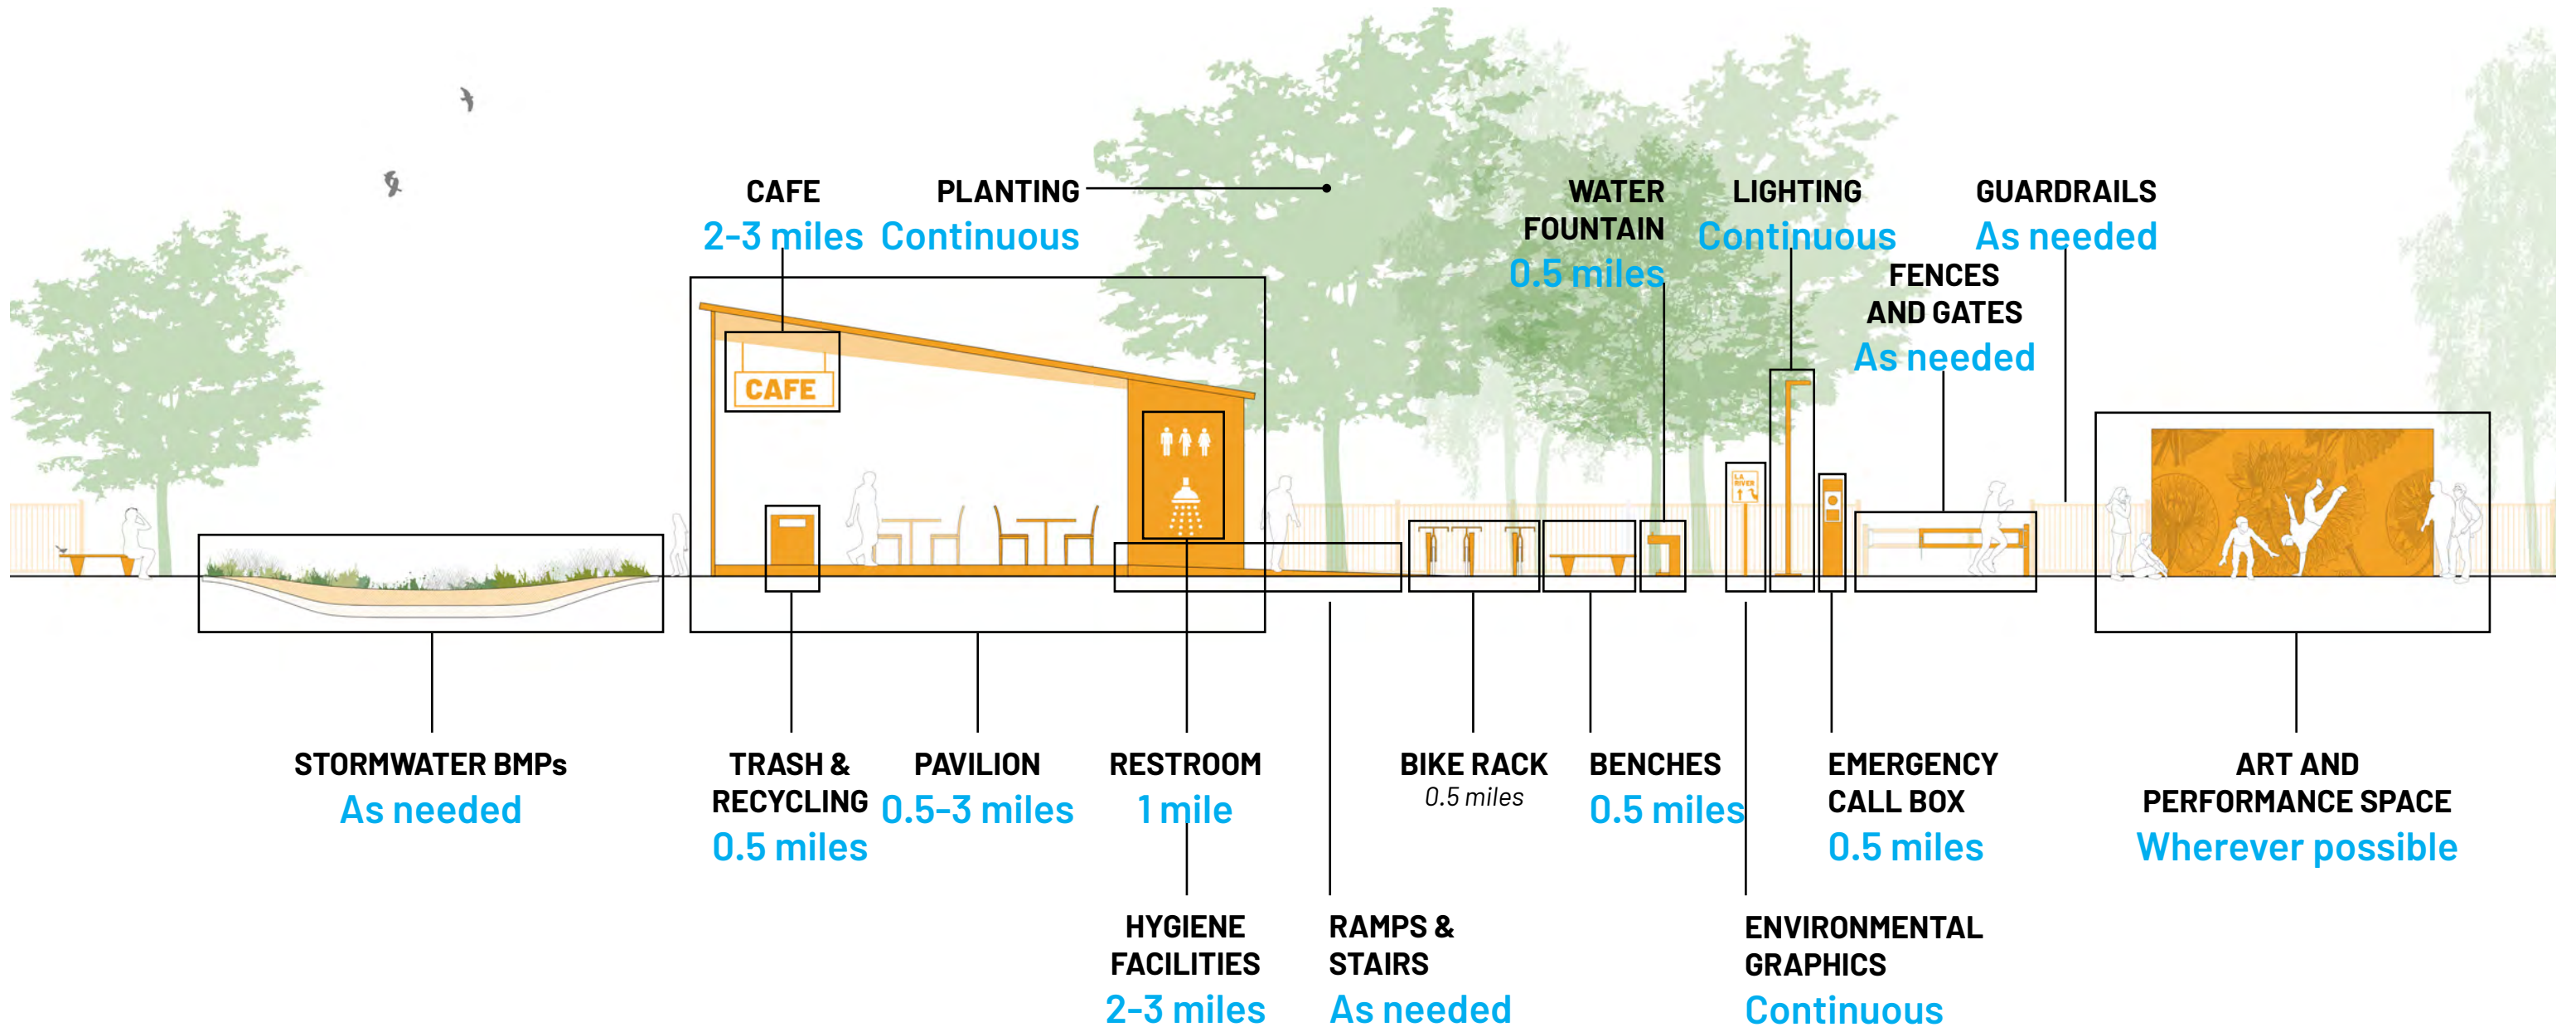 CAFE
2-3 miles
PLANTING
Continuous
WATER
FOUNTAIN
0.5 miles
LIGHTING
Continuous
GUARDRAILS
As needed
FENCES
AND GATES
As needed
CAFE
LA
RIVER
STORMWATER BMPs
As needed
TRASH &
RECYCLING
0.5 miles
PAVILION
0.5-3 miles
RESTROOM
1 mile
BIKE RACK
0.5 miles
BENCHES
0.5 miles
EMERGENCY
CALL BOX
0.5 miles
ART AND
PERFORMANCE SPACE
Wherever possible
HYGIENE
FACILITIES
2-3 miles
RAMPS &
STAIRS
As needed
ENVIRONMENTAL
GRAPHICS
Continuous